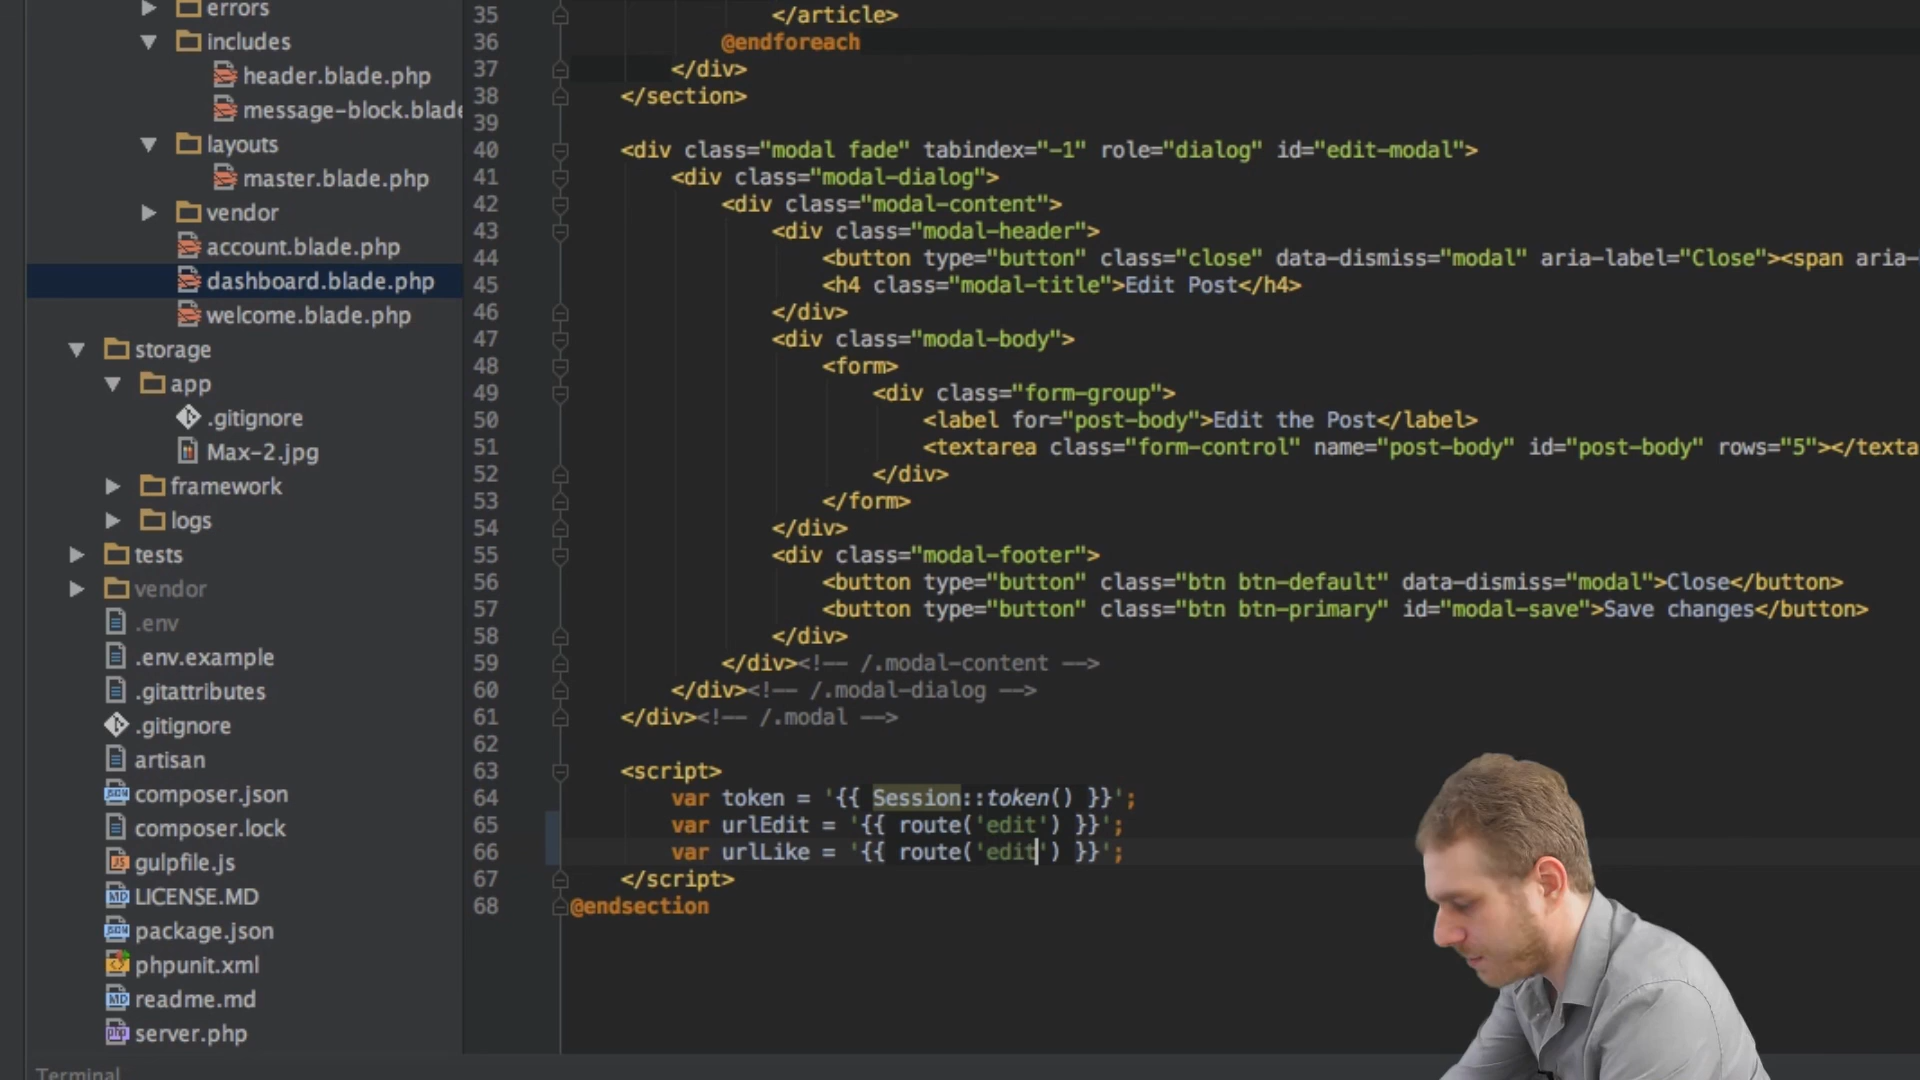 errors
includes
header.blade.php
message-block.blade
layouts
master.blade.php
vendor
account.blade.php
dashboard.blade.php
welcome.blade.php
storage
app
.gitignore
Max-2.jpg
framework
logs
tests
vendor
.env
.env.example
.gitattributes
.gitignore
artisan
composer.json
composer.lock
gulpfile.js
LICENSE.MD
package.json
phpunit.xml
readme.md
server.php
Terminal
35 </article>
36 @endforeach
37 </div>
38 </section>
39
40 <div class="modal fade" tabindex="-1" role="dialog" id="edit-modal">
41 <div class="modal-dialog">
42 <div class="modal-content">
43 <div class="modal-header">
44 <button type="button" class="close" data-dismiss="modal" aria-label="Close"><span aria-
45 <h4 class="modal-title">Edit Post</h4>
46 </div>
47 <div class="modal-body">
48 <form>
49 <div class="form-group">
50 <label for="post-body">Edit the Post</label>
51 <textarea class="form-control" name="post-body" id="post-body" rows="5"></texta
52 </div>
53 </form>
54 </div>
55 <div class="modal-footer">
56 <button type="button" class="btn btn-default" data-dismiss="modal">Close</button>
57 <button type="button" class="btn btn-primary" id="modal-save">Save changes</button>
58 </div>
59 </div><!-- /.modal-content -->
60 </div><!-- /.modal-dialog -->
61 </div><!-- /.modal -->
62
63 <script>
64 var token = '{{ Session::token() }}';
65 var urlEdit = '{{ route('edit') }}';
66 var urlLike = '{{ route('edit') }}';
67 </script>
68 @endsection